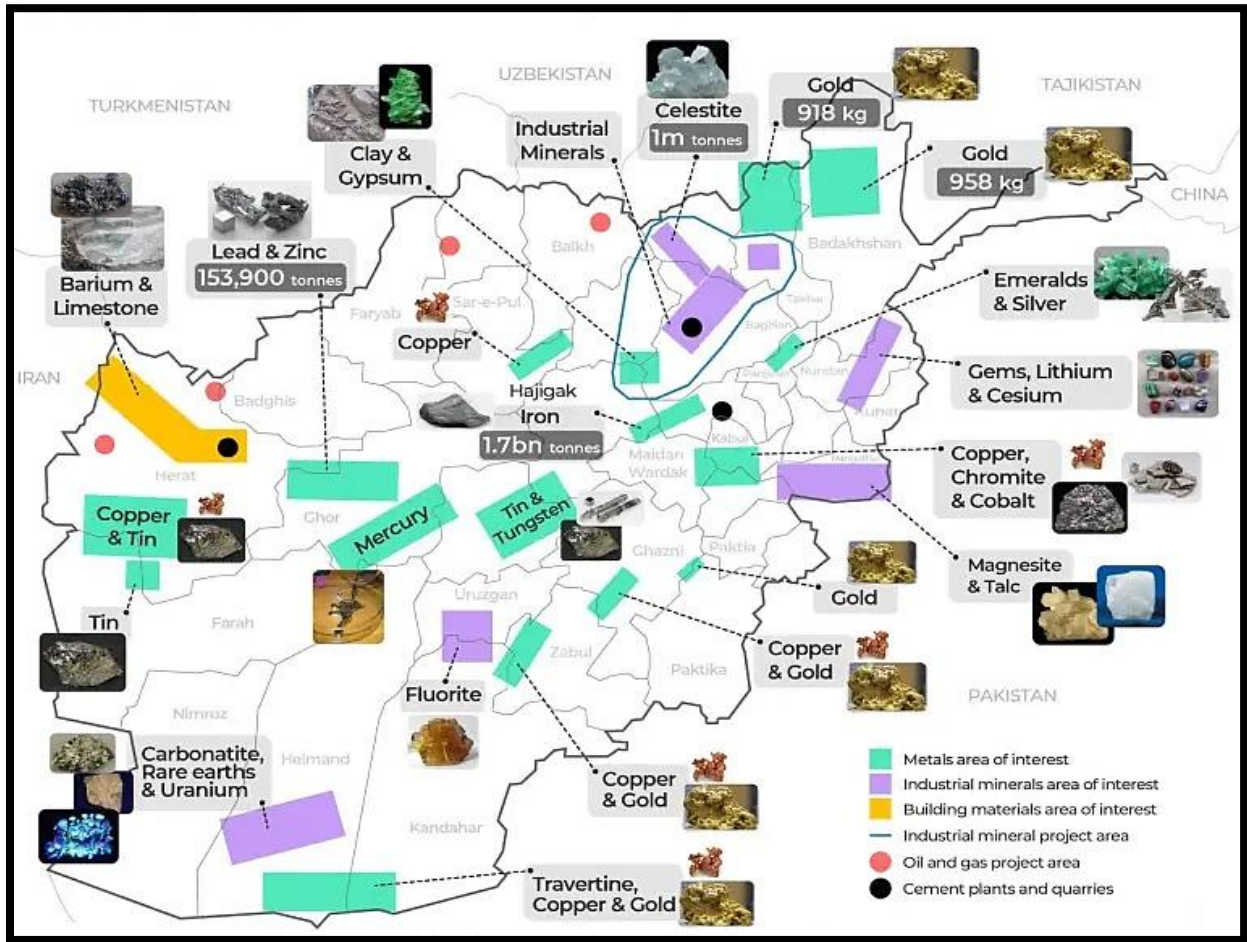 UZBEKISTAN
TURKMENISTAN
TAJIKISTAN
CHINA
IRAN
PAKISTAN
Gold
918 kg
Celestite
1m tonnes
Industrial
Minerals
Clay &
Gypsum
Gold
958 kg
Lead & Zinc
153,900 tonnes
Barium &
Limestone
Balkh
Badakhshan
Takhar
Baghlan
Sar-e-Pul
Faryab
Emeralds
& Silver
Copper
Panjshir
Nuristan
Gems, Lithium
& Cesium
Kunar
Badghis
Hajigak
Iron
1.7bn tonnes
Kabul
Maidan
Wardak
Copper,
Chromite
& Cobalt
Herat
Ghor
Copper
& Tin
Mercury
Tin &
Tungsten
Ghazni
Paktia
Magnesite
& Talc
Gold
Tin
Farah
Uruzgan
Zabul
Copper
& Gold
Paktika
Fluorite
Nimroz
Helmand
Carbonatite,
Rare earths
& Uranium
Copper
& Gold
Kandahar
Travertine,
Copper & Gold
Metals area of interest
Industrial minerals area of interest
Building materials area of interest
Industrial mineral project area
Oil and gas project area
Cement plants and quarries